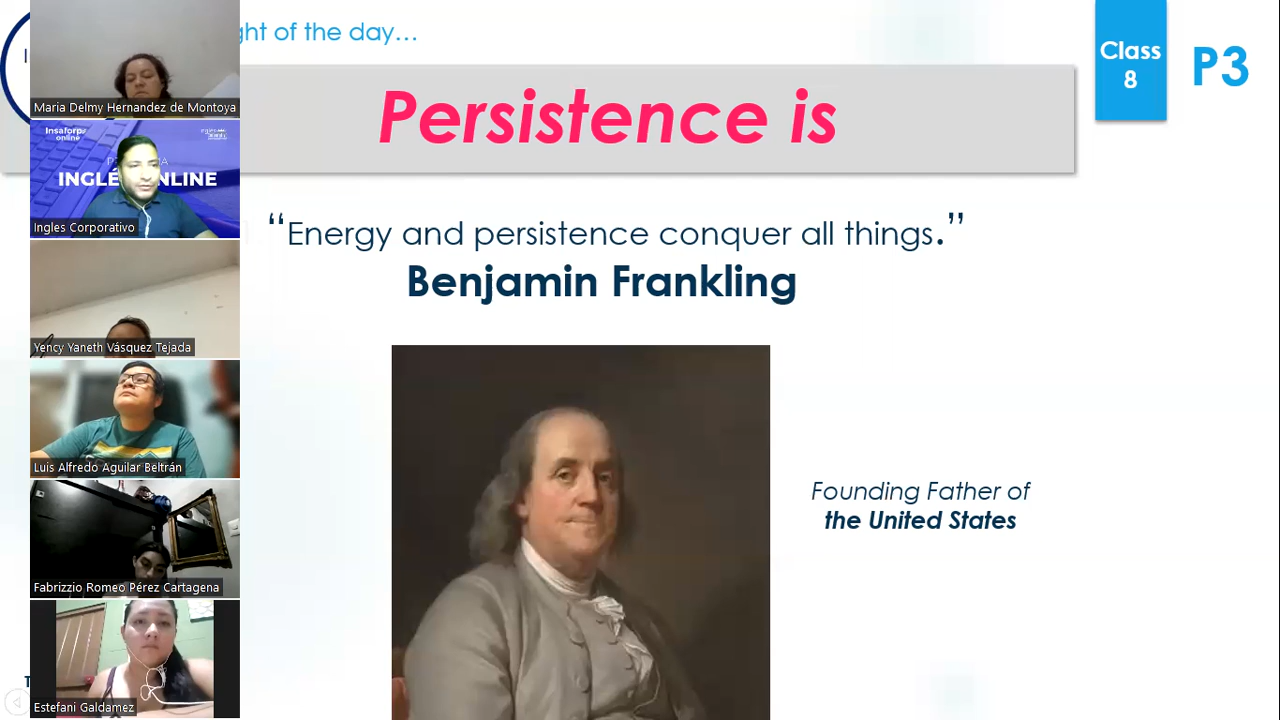 ght of the day…
Class
8
P3
Persistence is
“Energy and persistence conquer all things.”
Benjamin Frankling
Founding Father of
the United States
Maria Delmy Hernandez de Montoya
Insaforp
online
INGLÉ NLINE
Ingles Corporativo
Yency Yaneth Vásquez Tejada
Luis Alfredo Aguilar Beltrán
Fabrizzio Romeo Pérez Cartagena
Estefani Galdamez